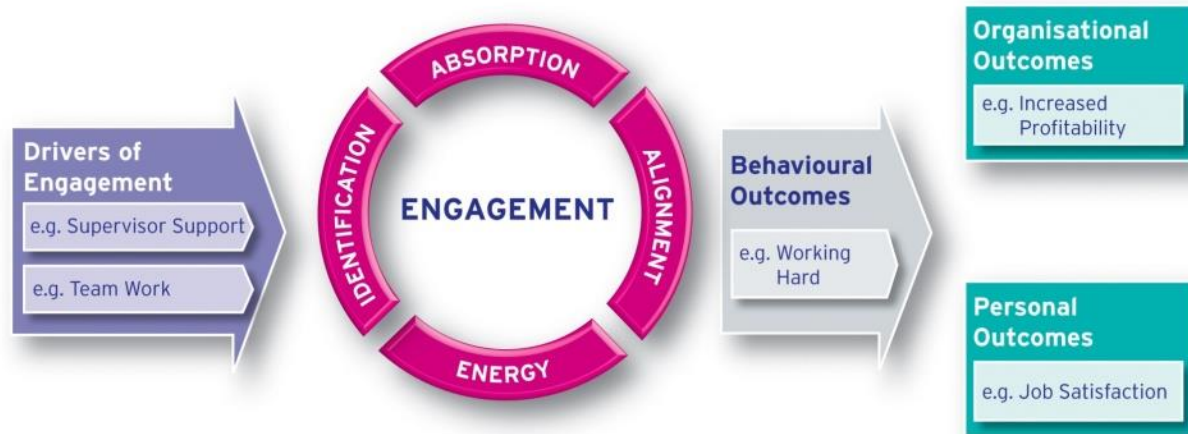 Drivers of
Engagement
e.g. Supervisor Support
e.g. Team Work
ABSORPTION
ALIGNMENT
ENERGY
IDENTIFICATION
ENGAGEMENT
Behavioural
Outcomes
e.g. Working
Hard
Organisational
Outcomes
e.g. Increased
Profitability
Personal
Outcomes
e.g. Job Satisfaction